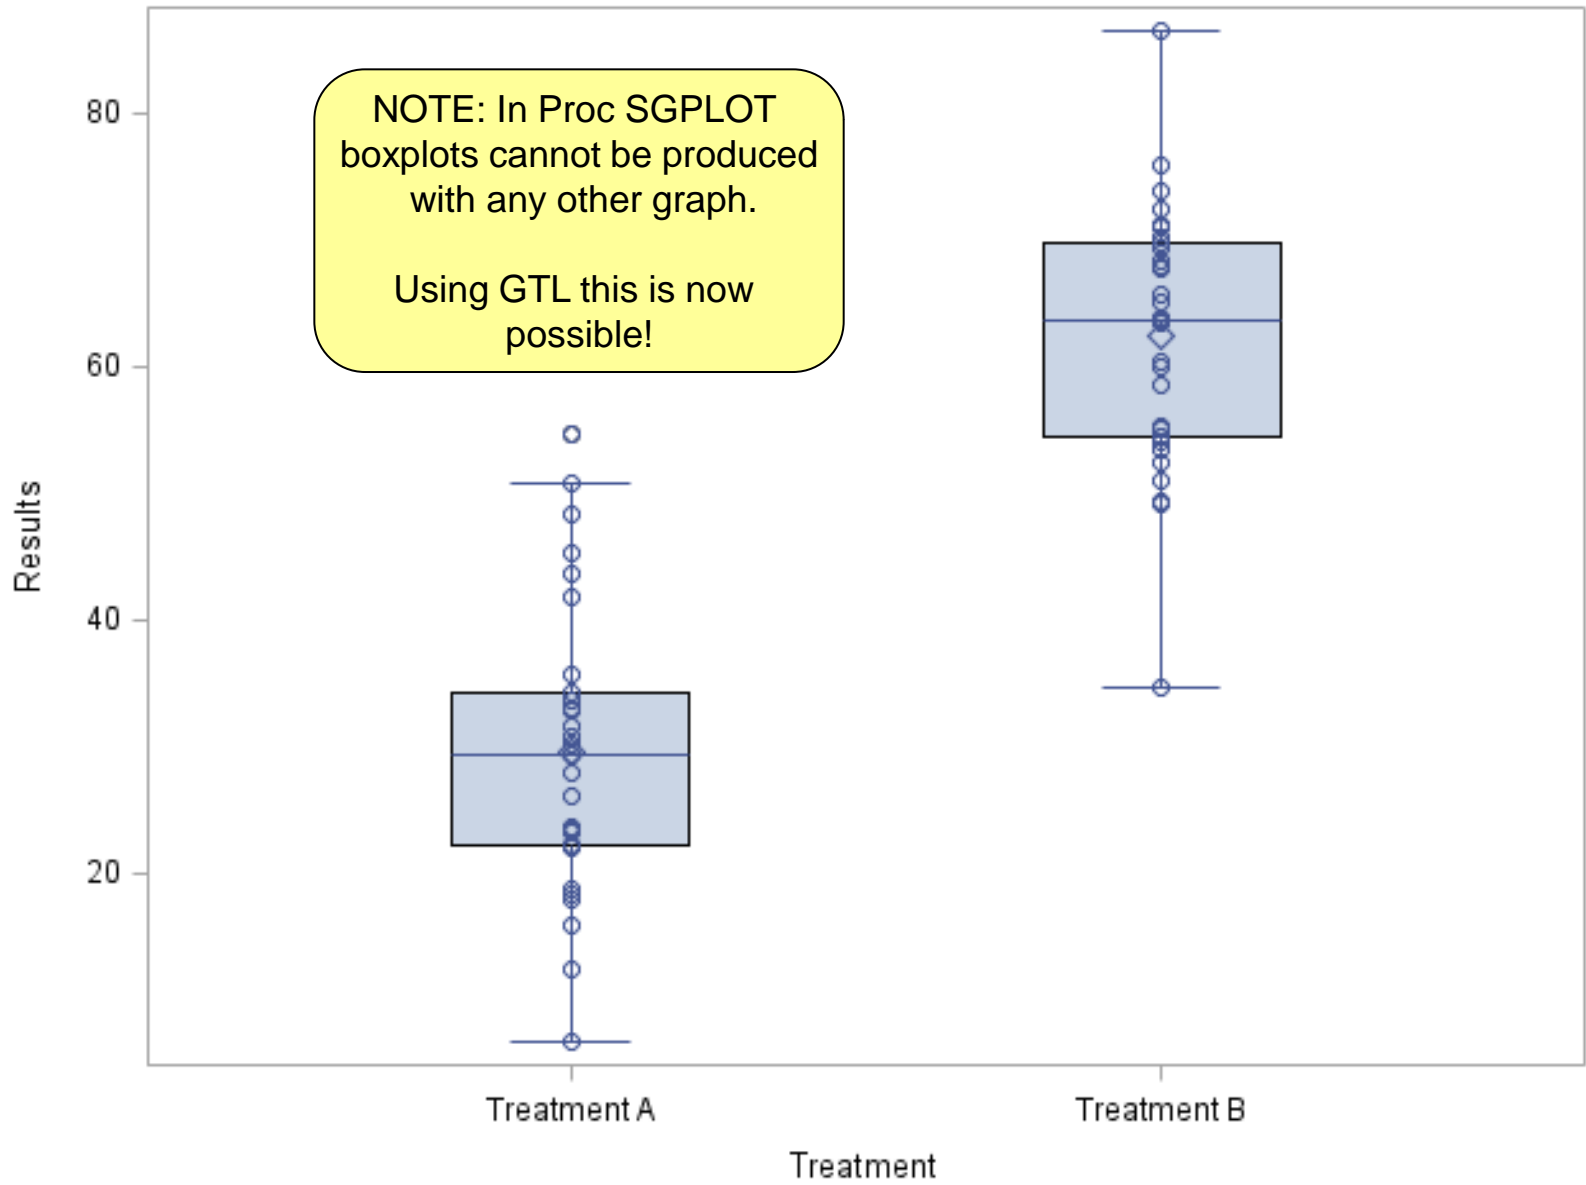 NOTE: In Proc SGPLOT
boxplots cannot be produced
with any other graph.
Using GTL this is now
possible!
80
60
40
20
Results
Treatment A
Treatment B
Treatment